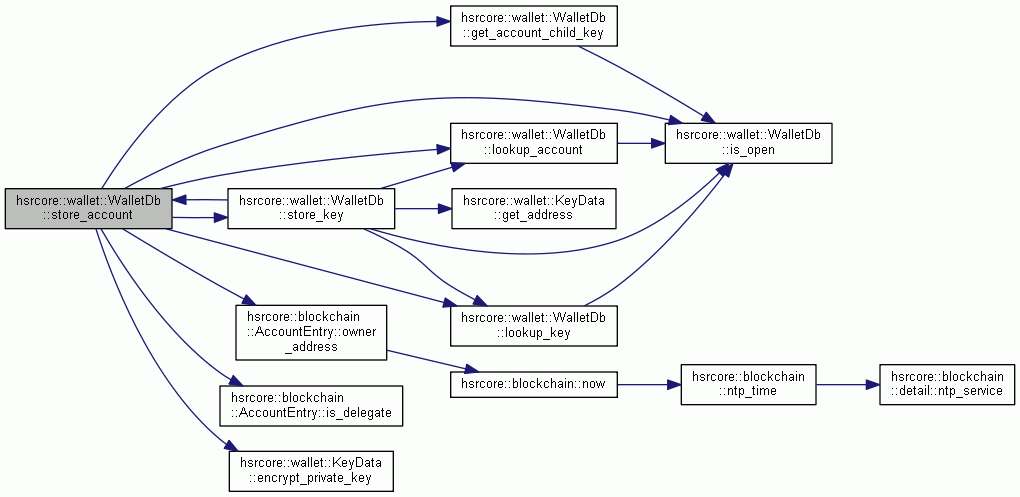 hsrcore::wallet::WalletDb
::get_account_child_key
hsrcore::wallet::WalletDb
::is_open
hsrcore::wallet::WalletDb
::lookup_account
hsrcore::wallet::WalletDb
::store_account
hsrcore::wallet::WalletDb
::store_key
hsrcore::wallet::KeyData
::get_address
hsrcore::wallet::WalletDb
::lookup_key
hsrcore::blockchain
::AccountEntry::owner
_address
hsrcore::blockchain::now
hsrcore::blockchain
::ntp_time
hsrcore::blockchain
::detail::ntp_service
hsrcore::blockchain
::AccountEntry::is_delegate
hsrcore::wallet::KeyData
::encrypt_private_key